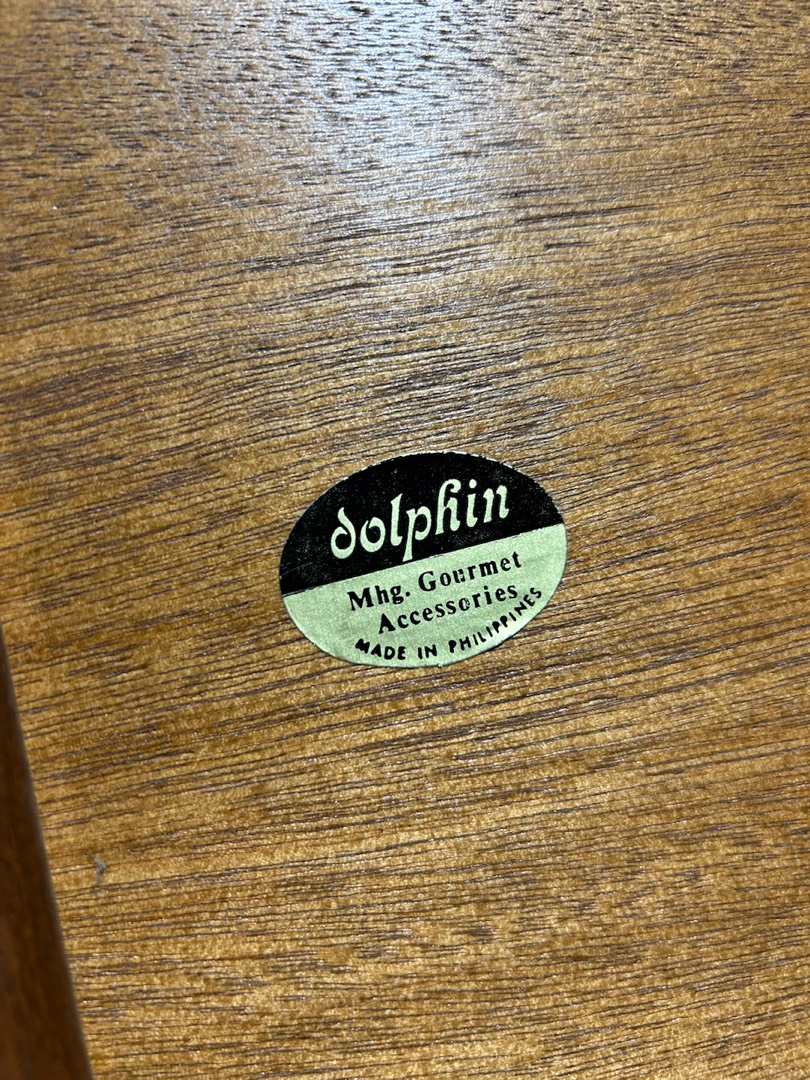 dolphin
Mhg. Gourmet
Accessories
MADE IN PHILIPPINES